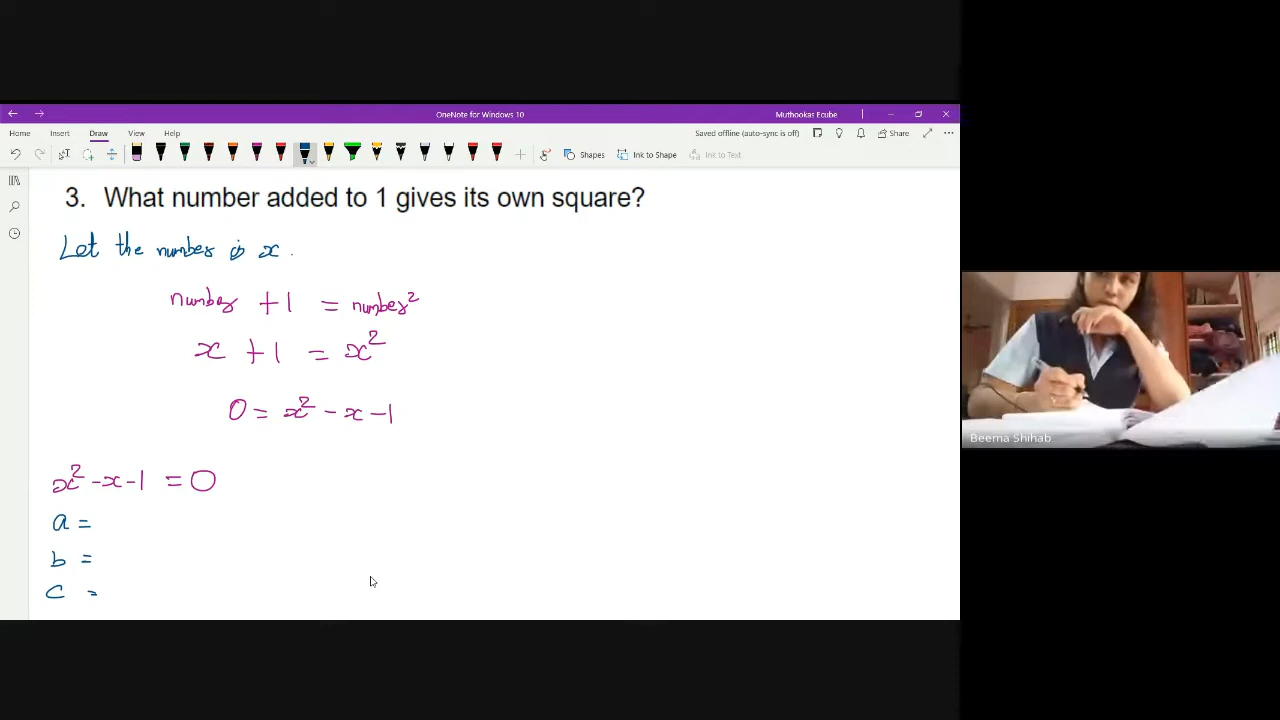 OneNote for Windows 10
Muthookas Ecube
Home Insert Draw View Help
Saved offline (auto-sync is off)
Share
Shapes
Ink to Shape
Ink to Text
3. What number added to 1 gives its own square?
Let the number is x.
number + 1 = number²
x + 1 = x²
0 = x² - x - 1
x² - x - 1 = 0
a =
b =
c =
Beema Shihab